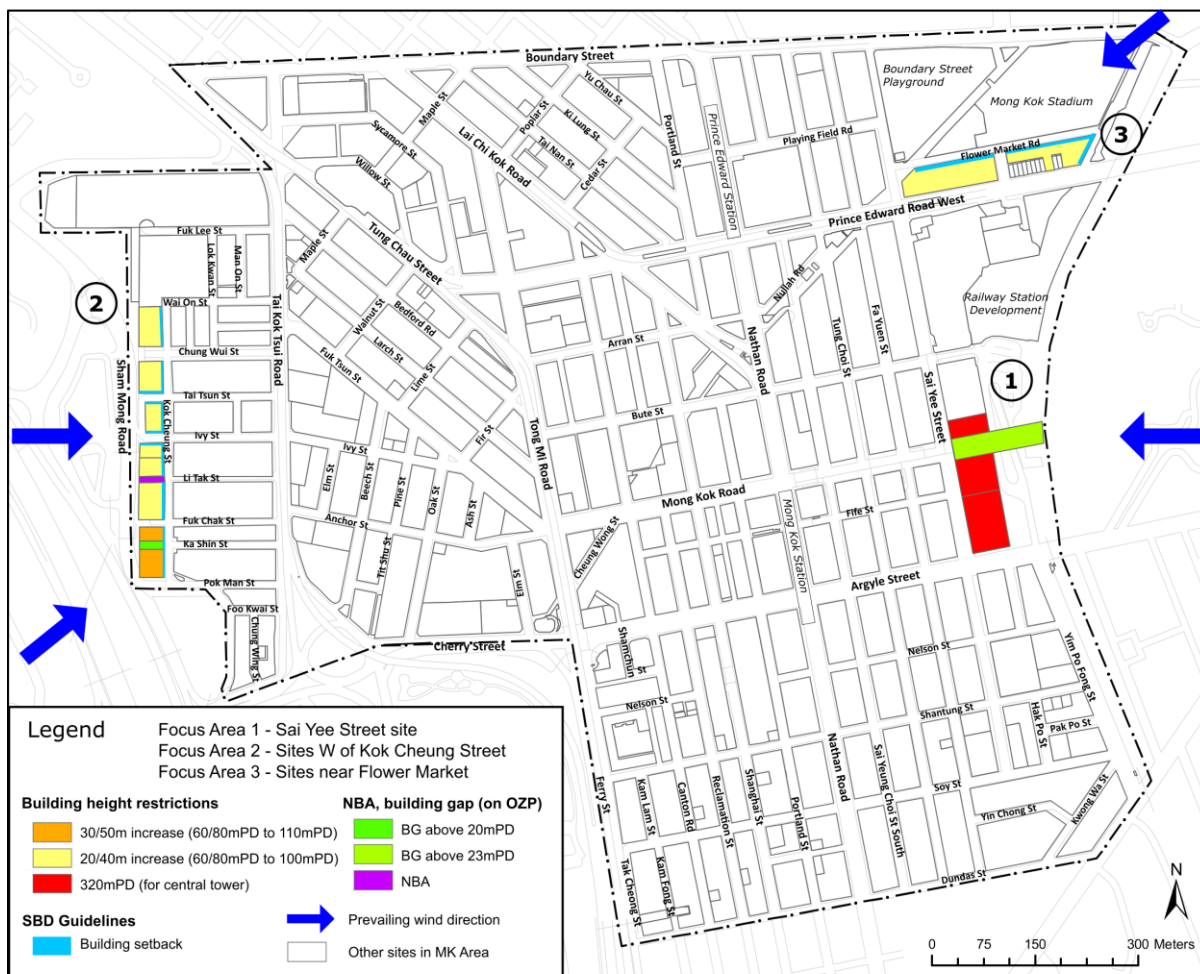 Boundary Street
Boundary Street
Playground
Mong Kok Stadium
3
Flower Market Rd
Playing Field Rd
Prince Edward Road West
Prince Edward Station
Portland St
Yu Chau St
Ki Lung St
Tai Nan St
Cedar St
Poplar St
Maple St
Lai Chi Kok Road
Sycamore St
Willow St
Tung Chau Street
Maple St
Walnut St
Bedford Rd
Larch St
Lime St
Fuk Tsun St
Fir St
Fuk Lee St
Lok Kwan St
Man On St
Tai Kok Tsui Road
2
Wai On St
Chung Wui St
Tai Tsun St
Kok Cheung St
Sham Mong Road
Ivy St
Li Tak St
Fuk Chak St
Ka Shin St
Pok Man St
Foo Kwai St
Chung Wing St
Ivy St
Elm St
Beech St
Pine St
Oak St
Ash St
Anchor St
Tit Shu St
Elm St
Cherry Street
Tong Mi Road
Cheung Wong St
Arran St
Bute St
Mong Kok Road
Nullah Rd
Nathan Road
Tung Choi St
Fa Yuen St
Sai Yee Street
Railway Station
Development
1
Mong Kok Station
Fife St
Argyle Street
Nelson St
Shantung St
Yim Po Fong St
Hak Po St
Pak Po St
Soy St
Yin Chong St
Kwong Wa St
Dundas St
Shamchun St
Nelson St
Ferry St
Kam Lam St
Canton Rd
Reclamation St
Shanghai St
Portland St
Nathan Road
Sai Yeung Choi St South
Tak Cheong St
Kam Fong St
Legend
Focus Area 1 - Sai Yee Street site
Focus Area 2 - Sites W of Kok Cheung Street
Focus Area 3 - Sites near Flower Market
Building height restrictions
30/50m increase (60/80mPD to 110mPD)
20/40m increase (60/80mPD to 100mPD)
320mPD (for central tower)
SBD Guidelines
Building setback
NBA, building gap (on OZP)
BG above 20mPD
BG above 23mPD
NBA
Prevailing wind direction
Other sites in MK Area
N
0 75 150 300 Meters